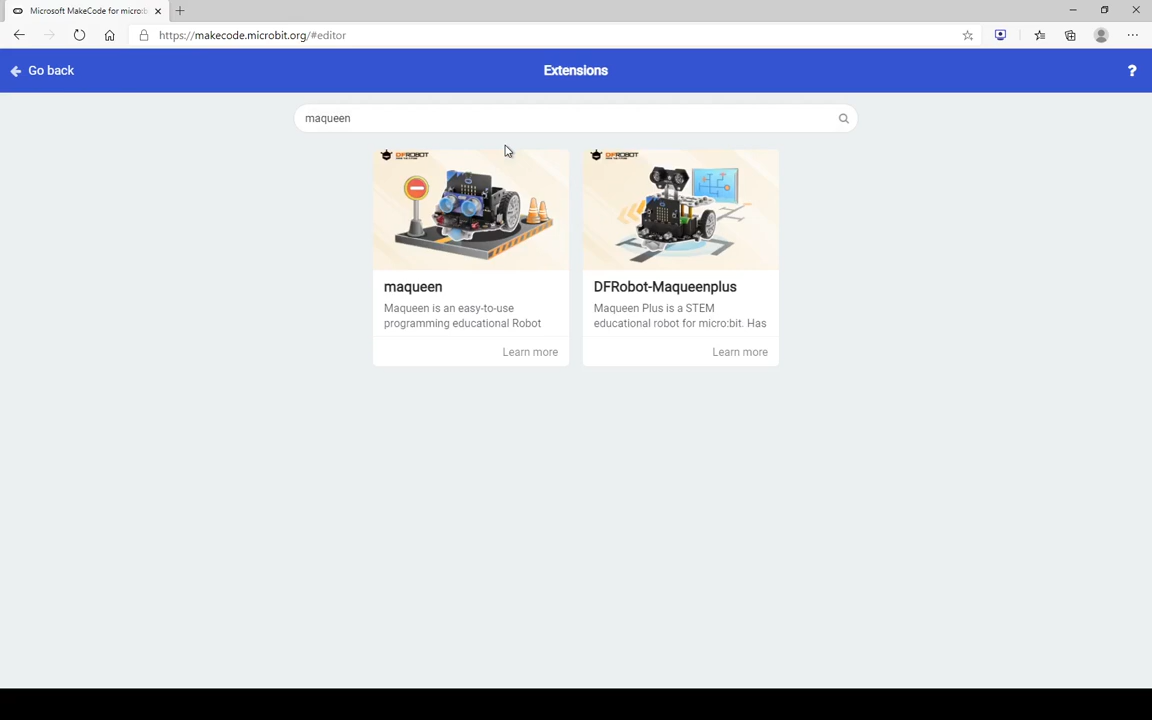 Microsoft MakeCode for micro:b
https://makecode.microbit.org/#editor
Go back
Extensions
?
maqueen
DFROBOT
DFROBOT
maqueen
DFRobot-Maqueenplus
Maqueen is an easy-to-use
programming educational Robot
Maqueen Plus is a STEM
educational robot for micro:bit. Has
Learn more
Learn more